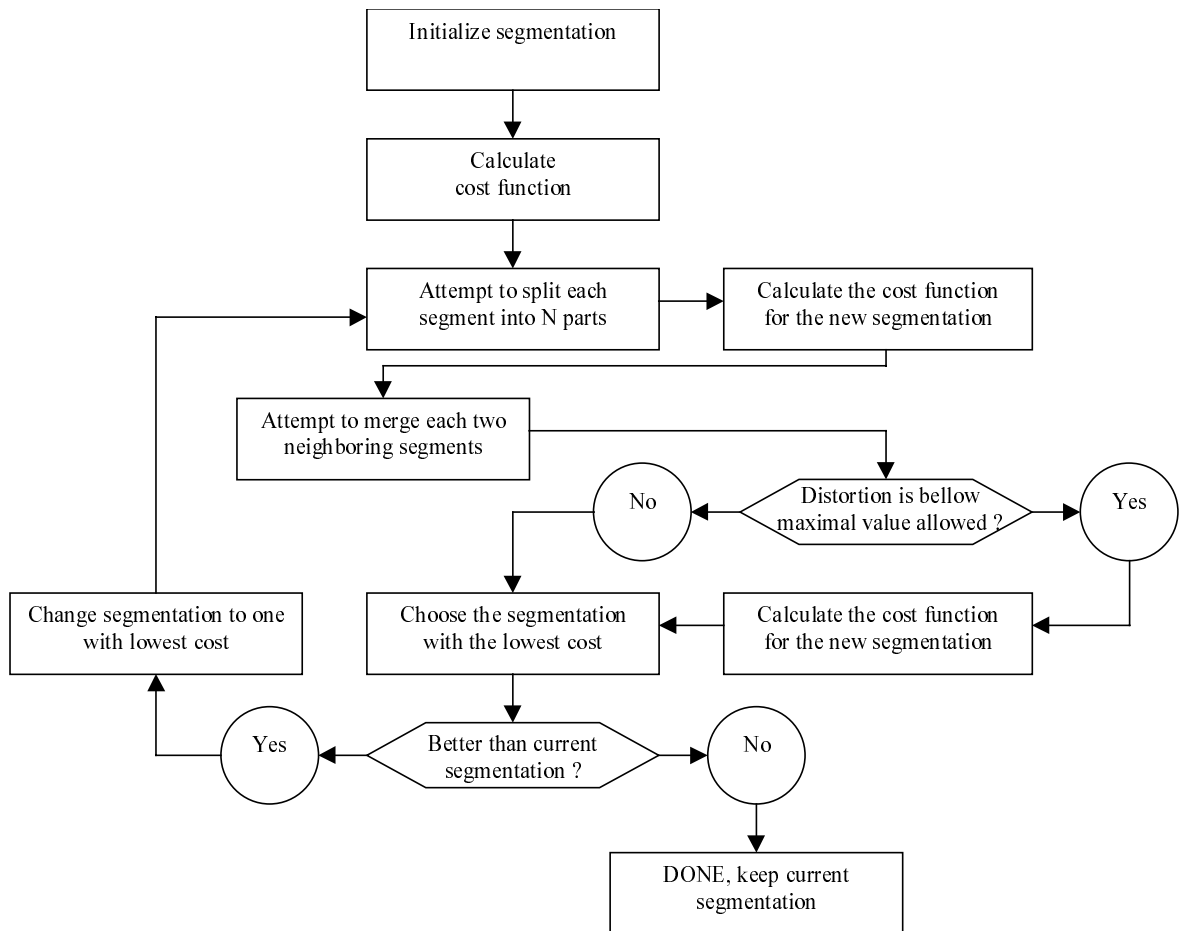 Initialize segmentation
Calculate
cost function
Attempt to split each
segment into N parts
Calculate the cost function
for the new segmentation
Attempt to merge each two
neighboring segments
No
Distortion is bellow
maximal value allowed ?
Yes
Change segmentation to one
with lowest cost
Choose the segmentation
with the lowest cost
Calculate the cost function
for the new segmentation
Yes
Better than current
segmentation ?
No
DONE, keep current
segmentation